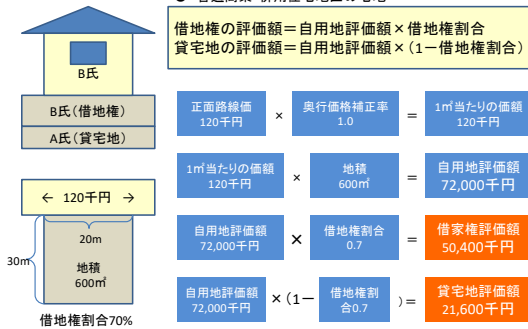 借地権の評価額=自用地評価額×借地権割合
貸宅地の評価額=自用地評価額×(1-借地権割合)
B氏
B氏(借地権)
A氏(貸宅地)
正面路線価
120千円
×
奥行価格補正率
1.0
=
1㎡当たりの価額
120千円
1㎡当たりの価額
120千円
×
地積
600㎡
=
自用地評価額
72,000千円
← 120千円 →
20m
30m
地積
600㎡
借地権割合70%
自用地評価額
72,000千円
×
借地権割合
0.7
=
借家権評価額
50,400千円
自用地評価額
72,000千円
×(1-
借地権割
合0.7
)=
貸宅地評価額
21,600千円